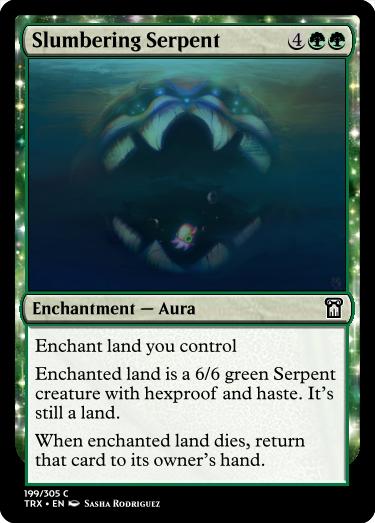 Slumbering Serpent 4
Enchantment — Aura
Enchant land you control
Enchanted land is a 6/6 green Serpent
creature with hexproof and haste. It's
still a land.
When enchanted land dies, return
that card to its owner's hand.
199/305 C
TRX • EN Sasha Rodriguez